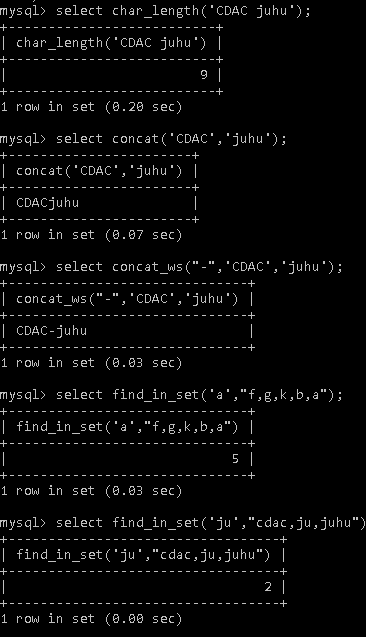 mysql> select char_length('CDAC juhu');
+--------------------------+
| char_length('CDAC juhu') |
+--------------------------+
|                        9 |
+--------------------------+
1 row in set (0.20 sec)
mysql> select concat('CDAC','juhu');
+-----------------------+
| concat('CDAC','juhu') |
+-----------------------+
| CDACjuhu              |
+-----------------------+
1 row in set (0.07 sec)
mysql> select concat_ws("-",'CDAC','juhu');
+------------------------------+
| concat_ws("-",'CDAC','juhu') |
+------------------------------+
| CDAC-juhu                    |
+------------------------------+
1 row in set (0.03 sec)
mysql> select find_in_set('a',"f,g,k,b,a");
+------------------------------+
| find_in_set('a',"f,g,k,b,a") |
+------------------------------+
|                            5 |
+------------------------------+
1 row in set (0.03 sec)
mysql> select find_in_set('ju',"cdac,ju,juhu")
+----------------------------------+
| find_in_set('ju',"cdac,ju,juhu") |
+----------------------------------+
|                                2 |
+----------------------------------+
1 row in set (0.00 sec)